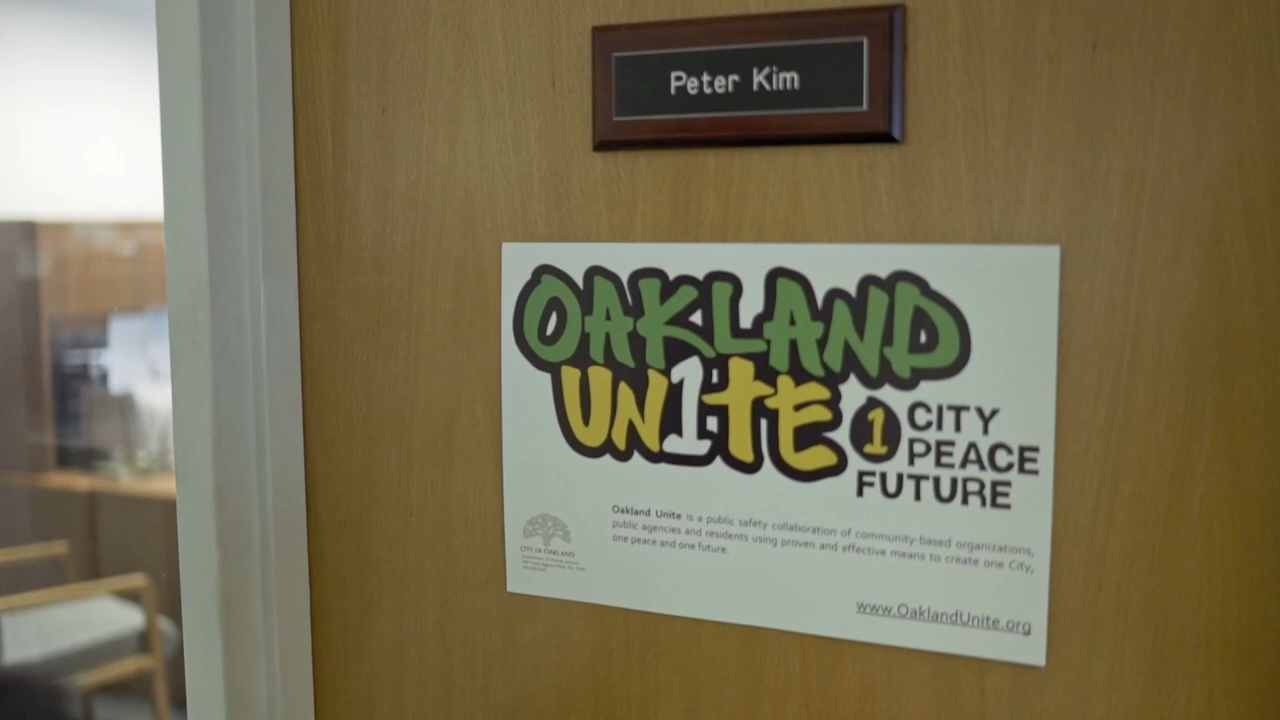 Peter Kim
OAKLAND
UN1TE
1 CITY
PEACE
FUTURE
Oakland Unite is a public safety collaboration of community-based organizations,
public agencies and residents using proven and effective means to create one City,
one peace and one future.
CITY OF OAKLAND
www.OaklandUnite.org